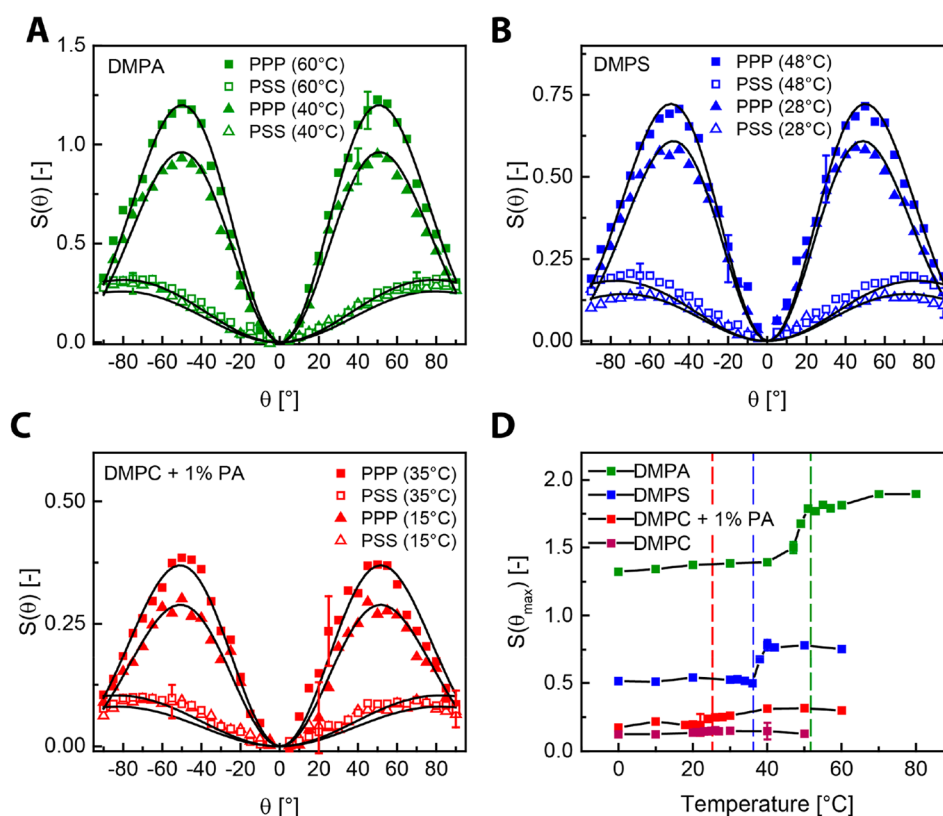 A
DMPA
PPP (60°C)
PSS (60°C)
PPP (40°C)
PSS (40°C)
1.5
1.0
0.5
0.0
S(θ) [-]
-80 -60 -40 -20 0 20 40 60 80
θ [°]
B
DMPS
PPP (48°C)
PSS (48°C)
PPP (28°C)
PSS (28°C)
0.75
0.50
0.25
0.00
S(θ) [-]
-80 -60 -40 -20 0 20 40 60 80
θ [°]
C
DMPC + 1% PA
PPP (35°C)
PSS (35°C)
PPP (15°C)
PSS (15°C)
0.50
0.25
0.00
S(θ) [-]
-80 -60 -40 -20 0 20 40 60 80
θ [°]
D
DMPA
DMPS
DMPC + 1% PA
DMPC
2.0
1.5
1.0
0.5
0.0
S(θmax) [-]
0 20 40 60 80
Temperature [°C]